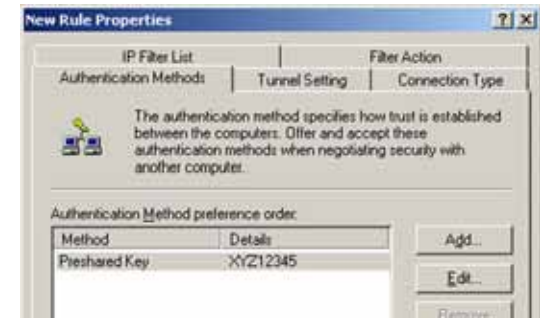 New Rule Properties
? X
IP Filter List Filter Action
Authentication Methods Tunnel Setting Connection Type
The authentication method specifies how trust is established
between the computers. Offer and accept these
authentication methods when negotiating security with
another computer.
Authentication Method preference order:
Method Details
Add...
Preshared Key XYZ12345
Edit...
Remove